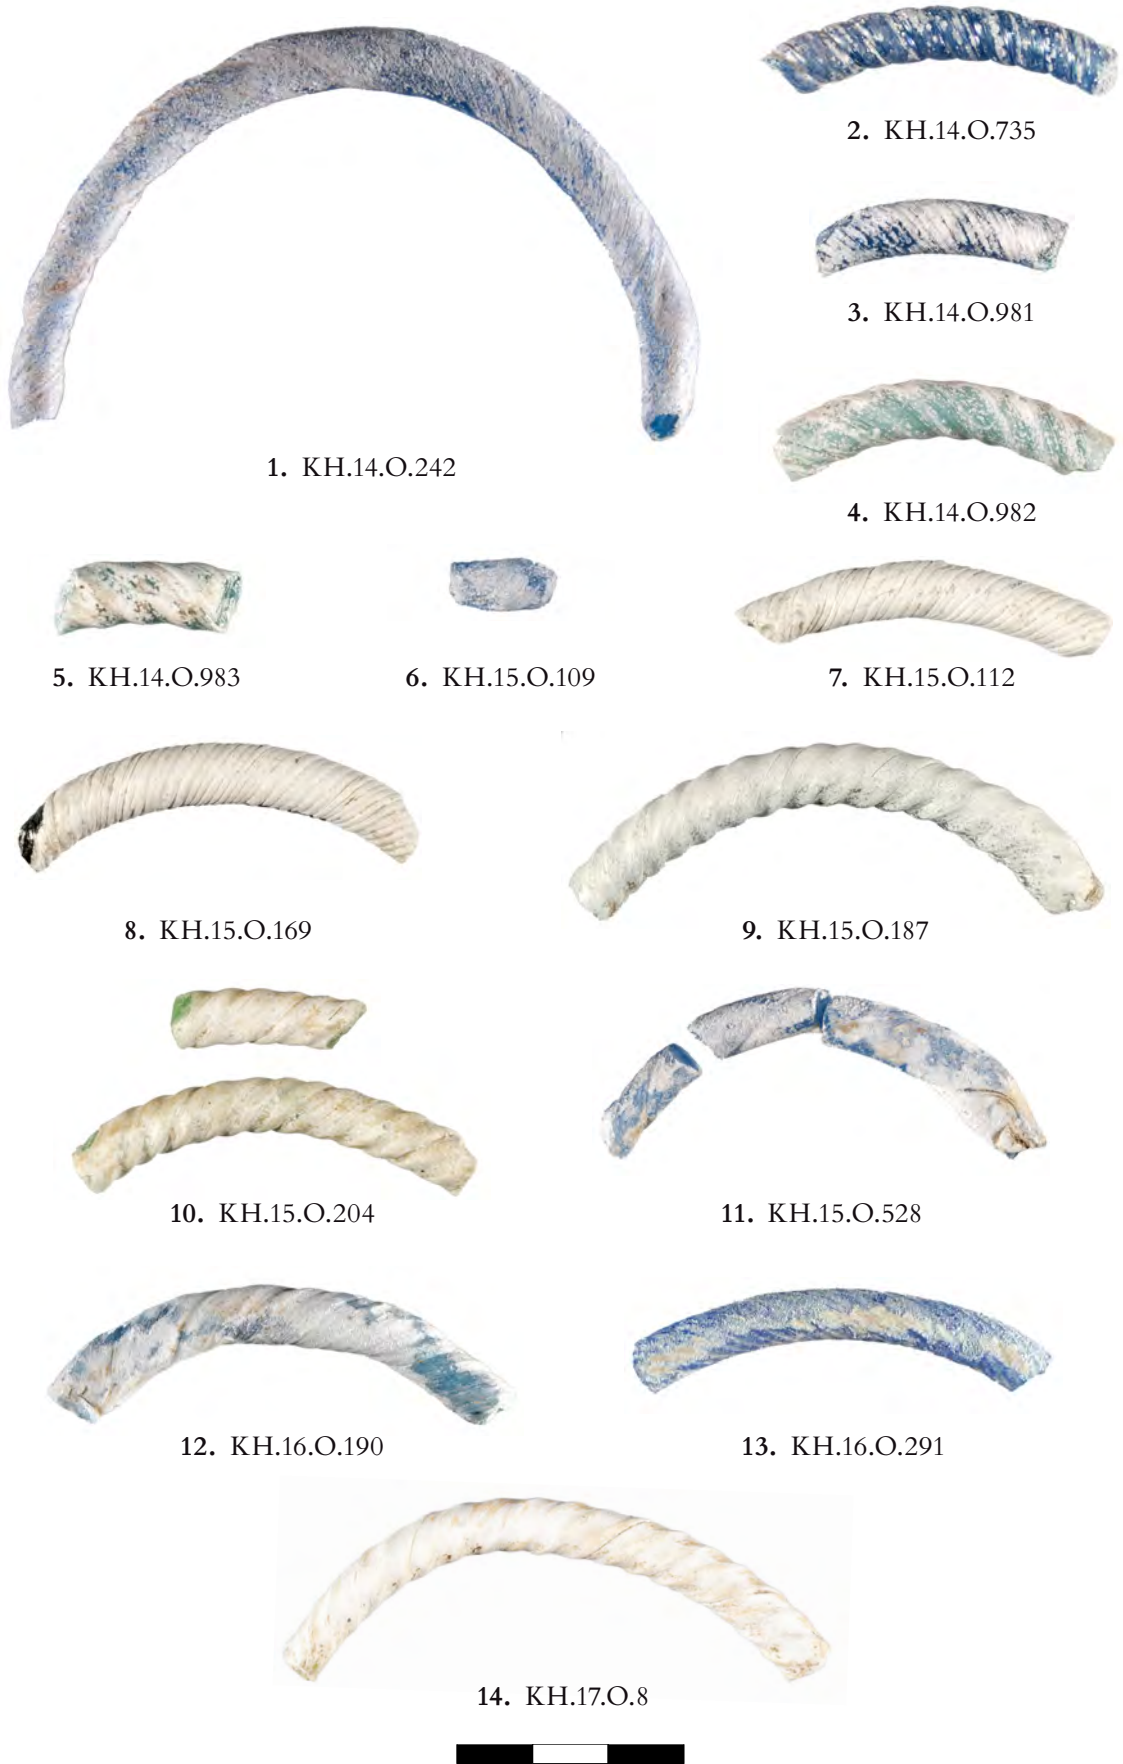 1. KH.14.O.242
2. KH.14.O.735
3. KH.14.O.981
4. KH.14.O.982
5. KH.14.O.983
6. KH.15.O.109
7. KH.15.O.112
8. KH.15.O.169
9. KH.15.O.187
10. KH.15.O.204
11. KH.15.O.528
12. KH.16.O.190
13. KH.16.O.291
14. KH.17.O.8